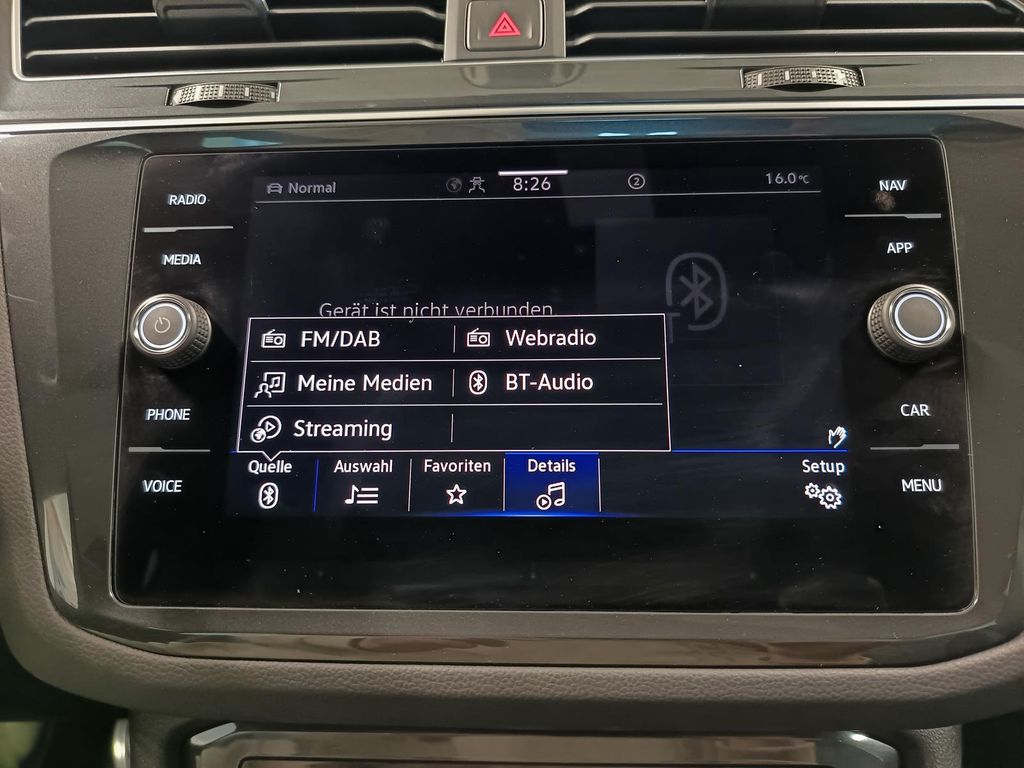 RADIO
MEDIA
PHONE
VOICE
Normal
8:26
2
16.0°C
Gerät ist nicht verbunden.
FM/DAB
Webradio
Meine Medien
BT-Audio
Streaming
Quelle
Auswahl
Favoriten
Details
Setup
NAV
APP
CAR
MENU